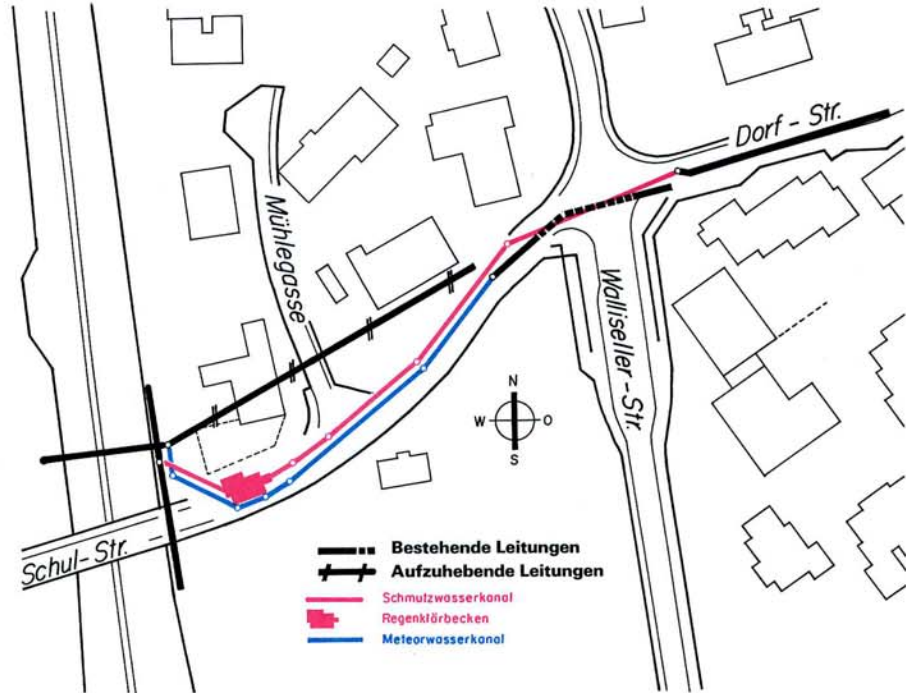 Dorf - Str.
Mühlegasse
Walliseller - Str.
N
W O
S
Schul-Str.
Bestehende Leitungen
Aufzuhebende Leitungen
Schmutzwasserkanal
Regenklärbecken
Meteorwasserkanal